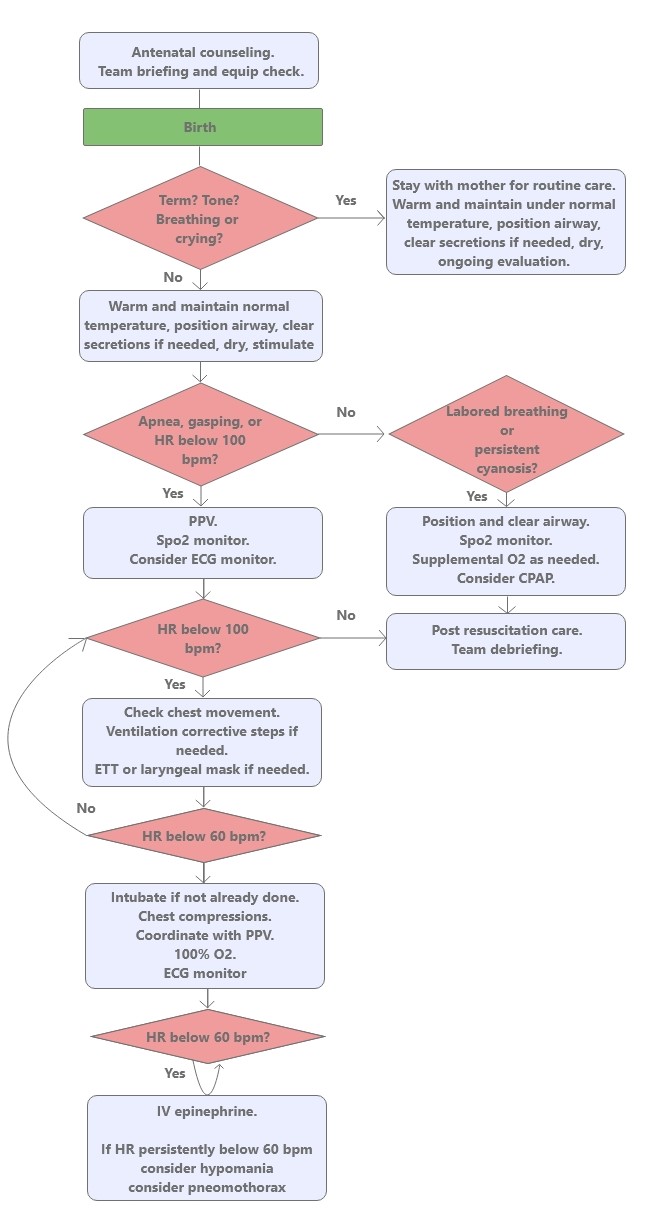 Antenatal counseling.
Team briefing and equip check.
Birth
Term? Tone?
Breathing or
crying?
Yes
Stay with mother for routine care.
Warm and maintain under normal
temperature, position airway,
clear secretions if needed, dry,
ongoing evaluation.
No
Warm and maintain normal
temperature, position airway, clear
secretions if needed, dry, stimulate
Apnea, gasping, or
HR below 100
bpm?
No
Labored breathing
or
persistent
cyanosis?
Yes
Yes
PPV.
Spo2 monitor.
Consider ECG monitor.
Position and clear airway.
Spo2 monitor.
Supplemental O2 as needed.
Consider CPAP.
HR below 100
bpm?
No
Post resuscitation care.
Team debriefing.
Yes
Check chest movement.
Ventilation corrective steps if
needed.
ETT or laryngeal mask if needed.
No
HR below 60 bpm?
Intubate if not already done.
Chest compressions.
Coordinate with PPV.
100% O2.
ECG monitor
HR below 60 bpm?
Yes
IV epinephrine.
If HR persistently below 60 bpm
consider hypomania
consider pneomothorax